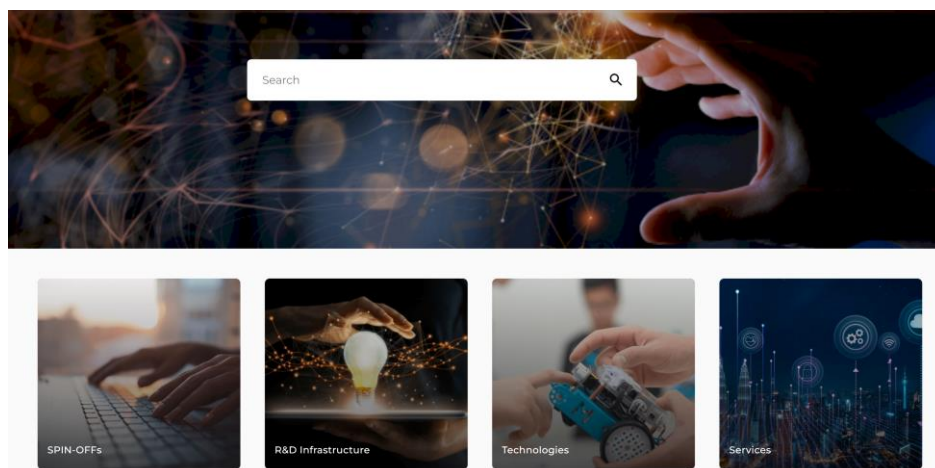 Search
SPIN-OFFs
R&D Infrastructure
Technologies
Services